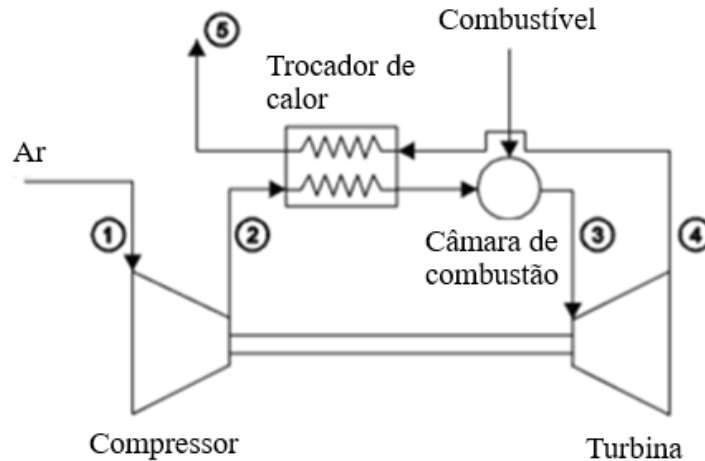 Combustível
5
Trocador de
calor
Ar
1
2
3
4
Câmara de
combustão
Compressor
Turbina